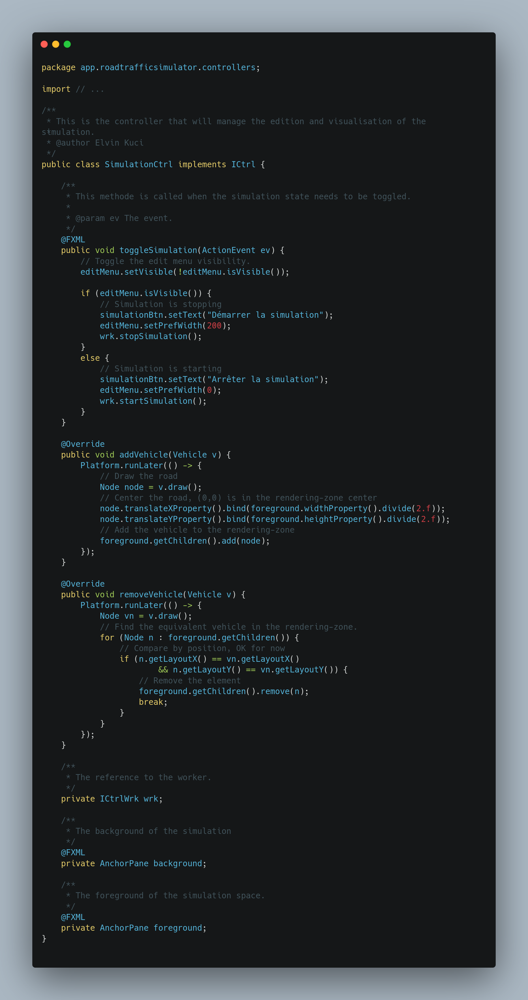 package app.roadtrafficsimulator.controllers;

import // ...

/**
 * This is the controller that will manage the edition and visualisation of the
simulation.
 *
 * @author Elvin Kuci
 */
public class SimulationCtrl implements ICtrl {

    /**
     * This methode is called when the simulation state needs to be toggled.
     *
     * @param ev The event.
     */
    @FXML
    public void toggleSimulation(ActionEvent ev) {
        // Toggle the edit menu visibility.
        editMenu.setVisible(!editMenu.isVisible());

        if (editMenu.isVisible()) {
            // Simulation is stopping
            simulationBtn.setText("Démarrer la simulation");
            editMenu.setPrefWidth(200);
            wrk.stopSimulation();
        }
        else {
            // Simulation is starting
            simulationBtn.setText("Arrêter la simulation");
            editMenu.setPrefWidth(0);
            wrk.startSimulation();
        }
    }

    @Override
    public void addVehicle(Vehicle v) {
        Platform.runLater(() -> {
            // Draw the road
            Node node = v.draw();
            // Center the road, (0,0) is in the rendering-zone center
            node.translateXProperty().bind(foreground.widthProperty().divide(2.f));
            node.translateYProperty().bind(foreground.heightProperty().divide(2.f));
            // Add the vehicle to the rendering-zone
            foreground.getChildren().add(node);
        });
    }

    @Override
    public void removeVehicle(Vehicle v) {
        Platform.runLater(() -> {
            Node vn = v.draw();
            // Find the equivalent vehicle in the rendering-zone.
            for (Node n : foreground.getChildren()) {
                // Compare by position, OK for now
                if (n.getLayoutX() == vn.getLayoutX()
                        && n.getLayoutY() == vn.getLayoutY()) {
                    // Remove the element
                    foreground.getChildren().remove(n);
                    break;
                }
            }
        });
    }

    /**
     * The reference to the worker.
     */
    private ICtrlWrk wrk;

    /**
     * The background of the simulation
     */
    @FXML
    private AnchorPane background;

    /**
     * The foreground of the simulation space.
     */
    @FXML
    private AnchorPane foreground;
}